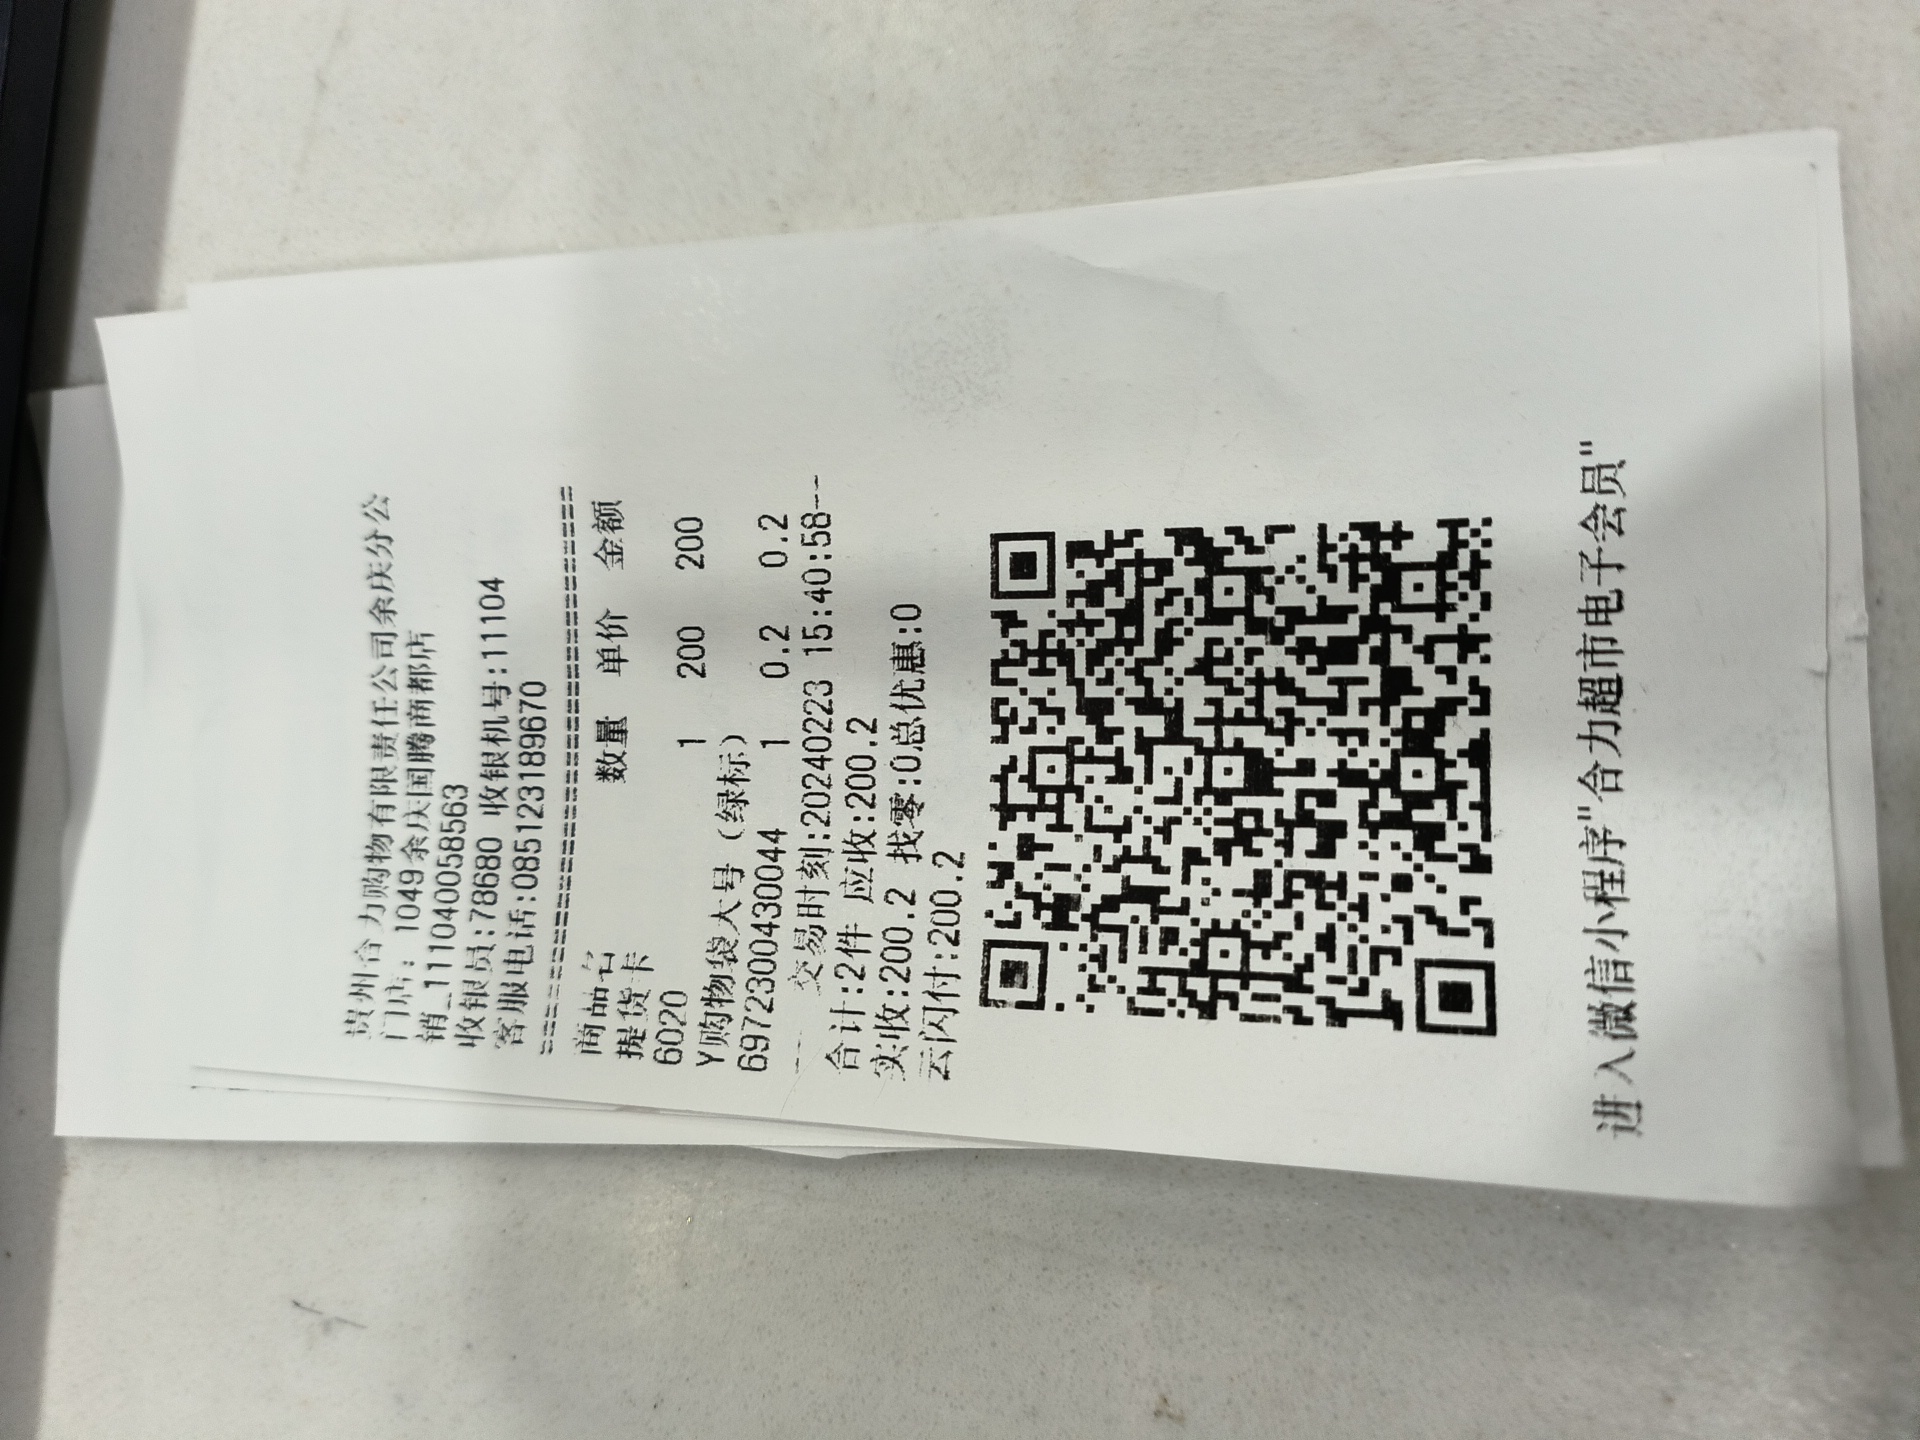 贵州合力购物有限责任公司余庆分公
门店: 1049余庆国腾商都店
销_111040058563
收银员:78680 收银机号:11104
客服电话:085123189670
================================
商品名 数量 单价 金额
提货卡
6020 1 200 200
Y购物袋大号（绿标）
6972300430044 1 0.2 0.2
--- 交易时刻:20240223 15:40:58--
合计:2件 应收:200.2
实收:200.2 找零:0总优惠:0
云闪付:200.2
进入微信小程序"合力超市电子会员"